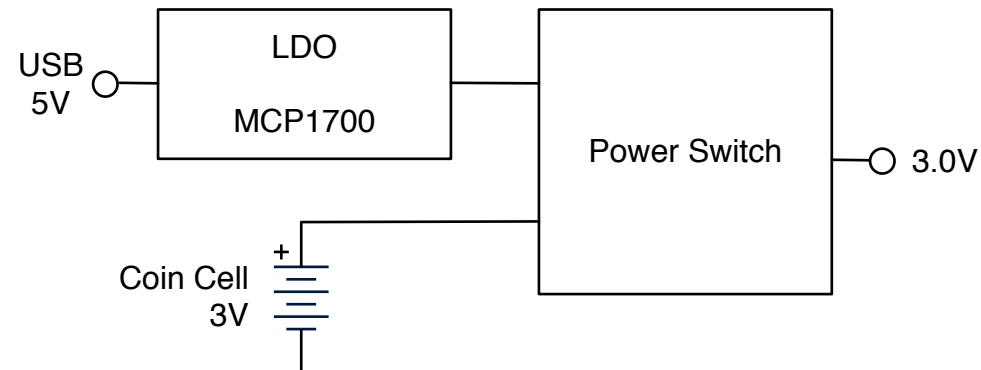 USB
5V
LDO
MCP1700
Power Switch
3.0V
+
Coin Cell
3V